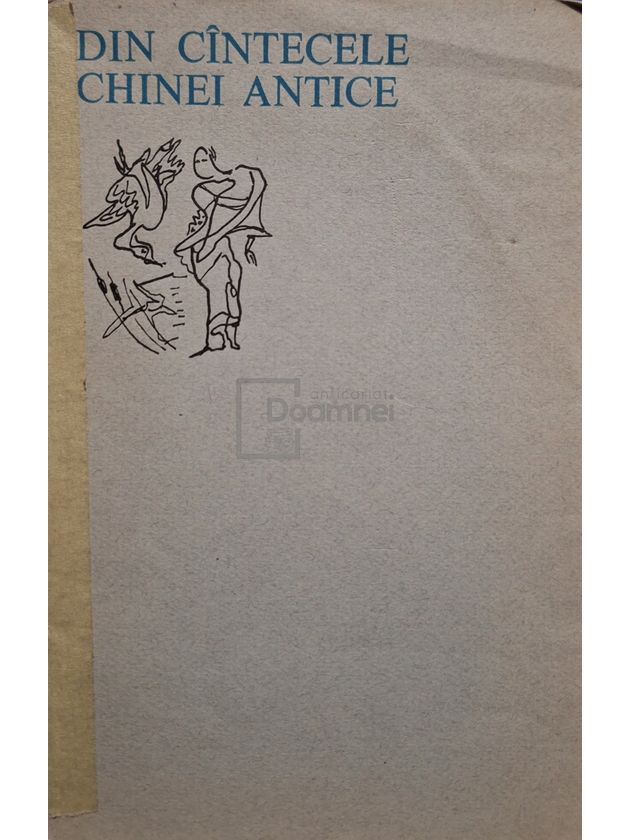 DIN CÎNTECELE
CHINEI ANTICE
anticariat
Doamnei